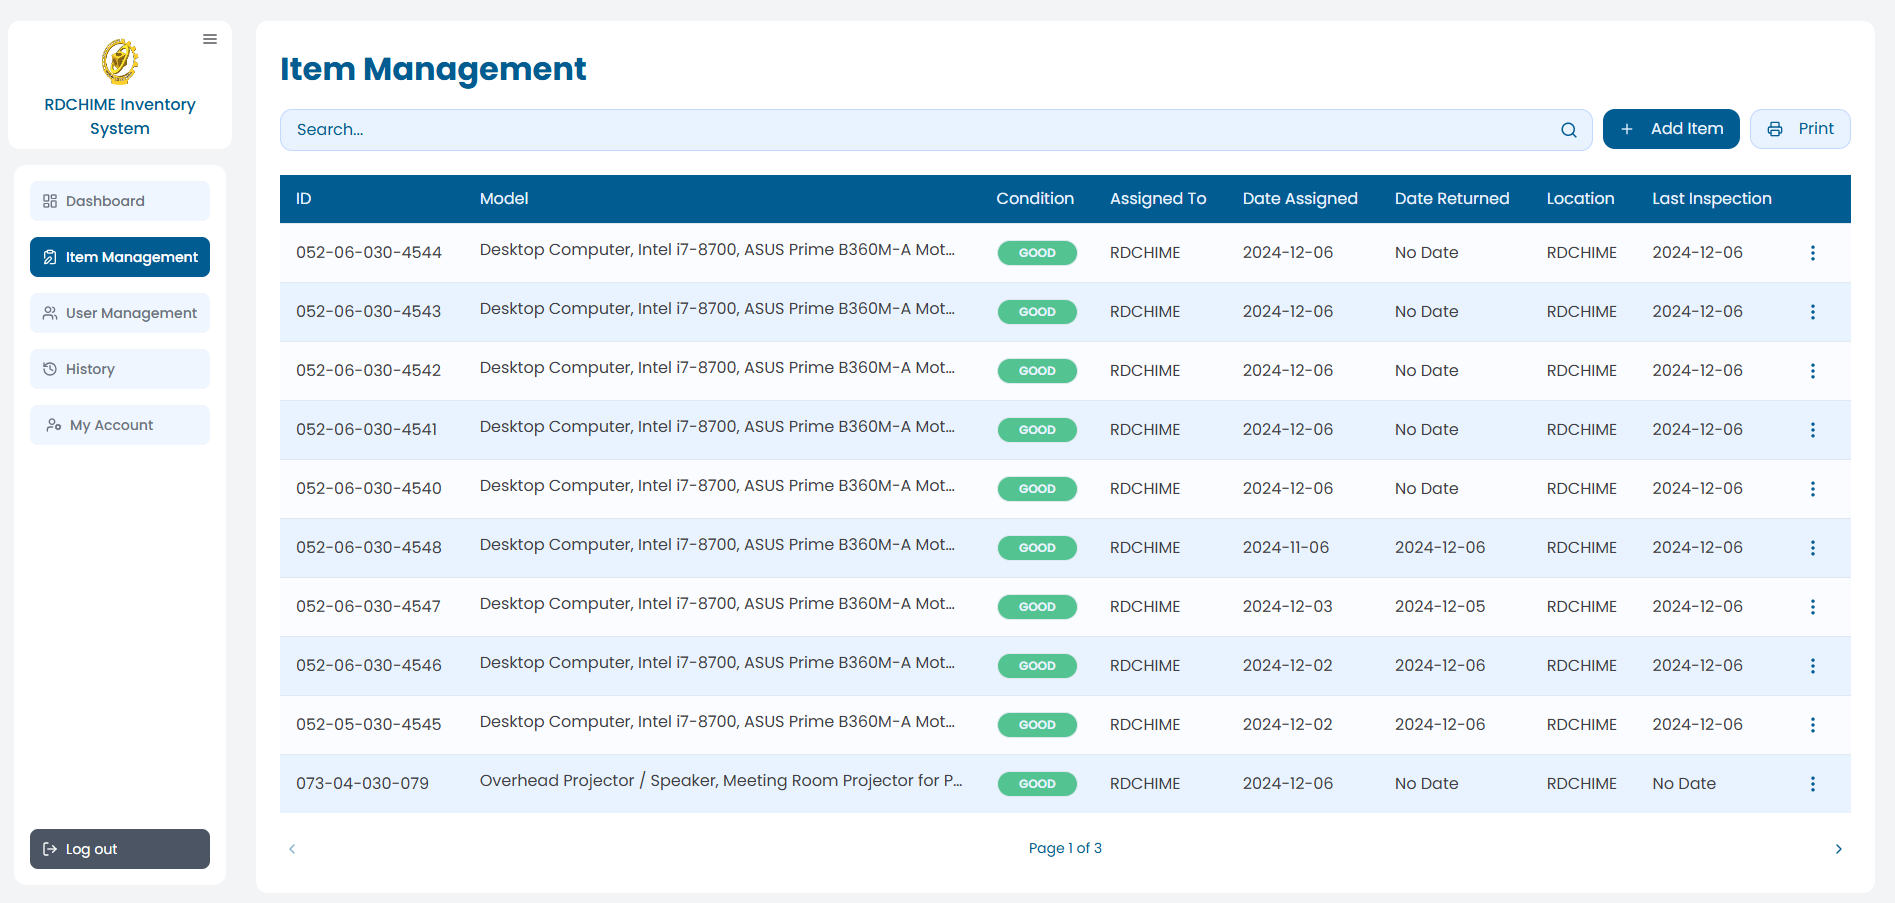 RDCHIME Inventory
System
Dashboard
Item Management
User Management
History
My Account
Log out
Item Management
Search...
Add Item
Print
ID Model Condition Assigned To Date Assigned Date Returned Location Last Inspection
052-06-030-4544 Desktop Computer, Intel i7-8700, ASUS Prime B360M-A Mot... GOOD RDCHIME 2024-12-06 No Date RDCHIME 2024-12-06
052-06-030-4543 Desktop Computer, Intel i7-8700, ASUS Prime B360M-A Mot... GOOD RDCHIME 2024-12-06 No Date RDCHIME 2024-12-06
052-06-030-4542 Desktop Computer, Intel i7-8700, ASUS Prime B360M-A Mot... GOOD RDCHIME 2024-12-06 No Date RDCHIME 2024-12-06
052-06-030-4541 Desktop Computer, Intel i7-8700, ASUS Prime B360M-A Mot... GOOD RDCHIME 2024-12-06 No Date RDCHIME 2024-12-06
052-06-030-4540 Desktop Computer, Intel i7-8700, ASUS Prime B360M-A Mot... GOOD RDCHIME 2024-12-06 No Date RDCHIME 2024-12-06
052-06-030-4548 Desktop Computer, Intel i7-8700, ASUS Prime B360M-A Mot... GOOD RDCHIME 2024-11-06 2024-12-06 RDCHIME 2024-12-06
052-06-030-4547 Desktop Computer, Intel i7-8700, ASUS Prime B360M-A Mot... GOOD RDCHIME 2024-12-03 2024-12-05 RDCHIME 2024-12-06
052-06-030-4546 Desktop Computer, Intel i7-8700, ASUS Prime B360M-A Mot... GOOD RDCHIME 2024-12-02 2024-12-06 RDCHIME 2024-12-06
052-05-030-4545 Desktop Computer, Intel i7-8700, ASUS Prime B360M-A Mot... GOOD RDCHIME 2024-12-02 2024-12-06 RDCHIME 2024-12-06
073-04-030-079 Overhead Projector / Speaker, Meeting Room Projector for P... GOOD RDCHIME 2024-12-06 No Date RDCHIME No Date
Page 1 of 3